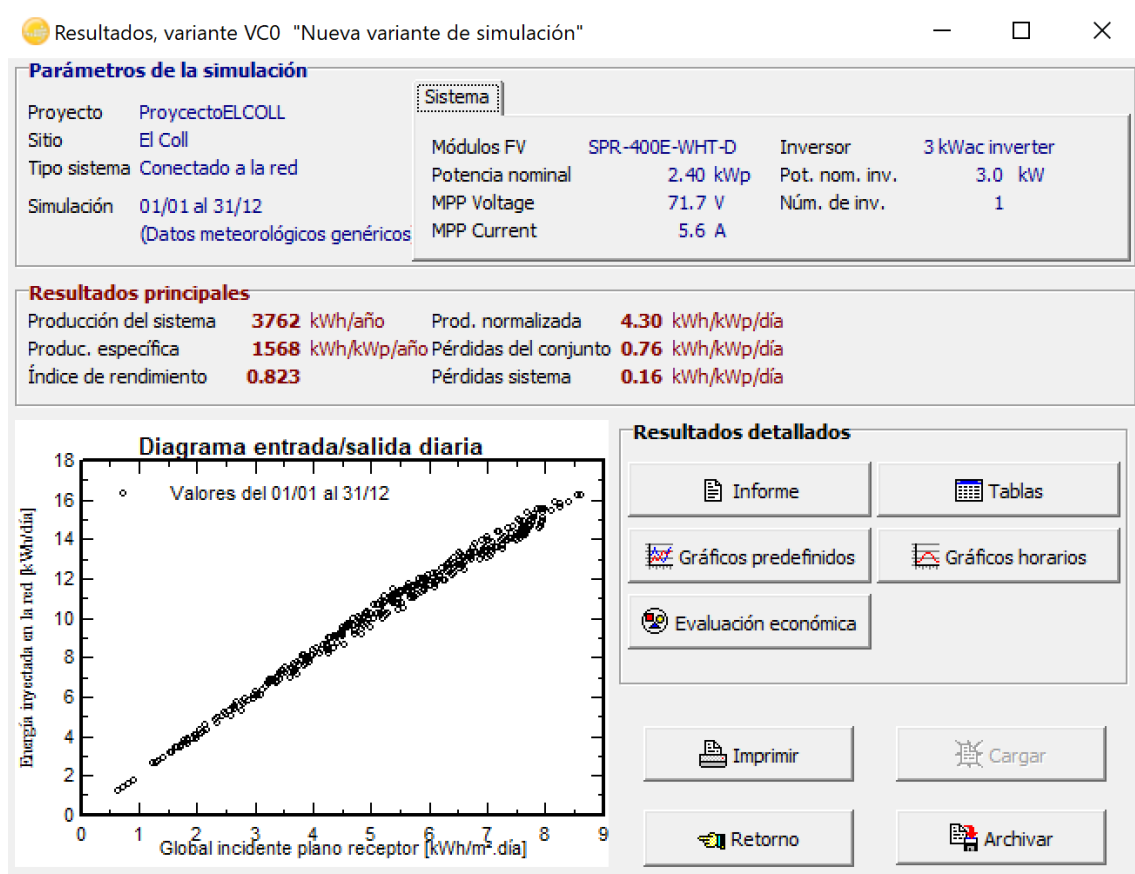 Resultados, variante VC0 "Nueva variante de simulación"
Parámetros de la simulación
Proyecto ProycectoELCOLL
Sitio El Coll
Tipo sistema Conectado a la red
Simulación 01/01 al 31/12
(Datos meteorológicos genéricos
Sistema
Módulos FV SPR-400E-WHT-D Inversor 3 kWac inverter
Potencia nominal 2.40 kWp Pot. nom. inv. 3.0 kW
MPP Voltage 71.7 V Núm. de inv. 1
MPP Current 5.6 A
Resultados principales
Producción del sistema 3762 kWh/año Prod. normalizada 4.30 kWh/kWp/día
Produc. específica 1568 kWh/kWp/año Pérdidas del conjunto 0.76 kWh/kWp/día
Índice de rendimiento 0.823 Pérdidas sistema 0.16 kWh/kWp/día
Diagrama entrada/salida diaria
Valores del 01/01 al 31/12
Energía inyectada en la red [kWh/día]
18
16
14
12
10
8
6
4
2
0
0 1 2 3 4 5 6 7 8 9
Global incidente plano receptor [kWh/m².día]
Resultados detallados
Informe Tablas
Gráficos predefinidos Gráficos horarios
Evaluación económica
Imprimir Cargar
Retorno Archivar